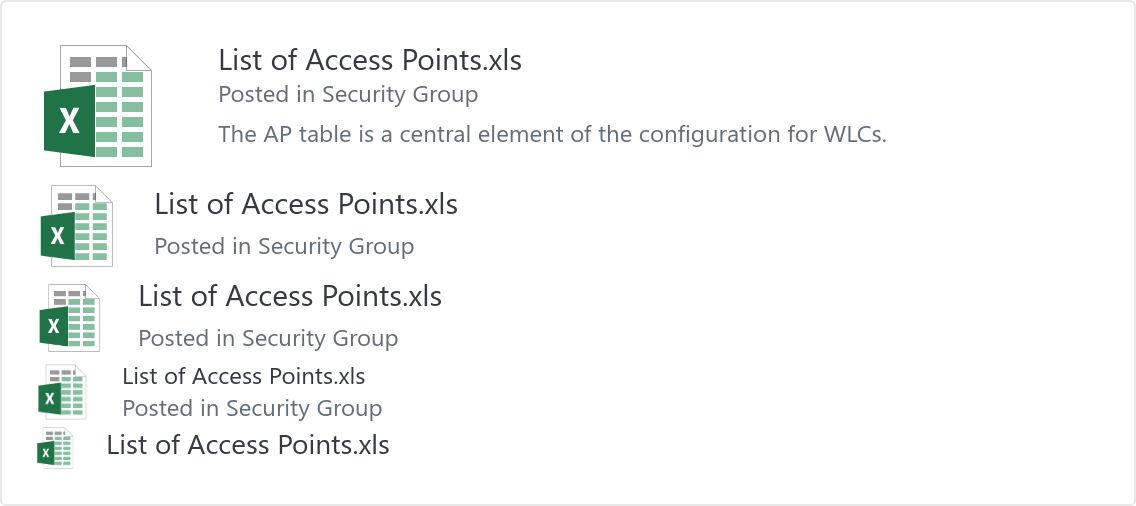 List of Access Points.xls
Posted in Security Group
The AP table is a central element of the configuration for WLCs.
X
List of Access Points.xls
Posted in Security Group
X
List of Access Points.xls
Posted in Security Group
X
List of Access Points.xls
Posted in Security Group
X
List of Access Points.xls
X